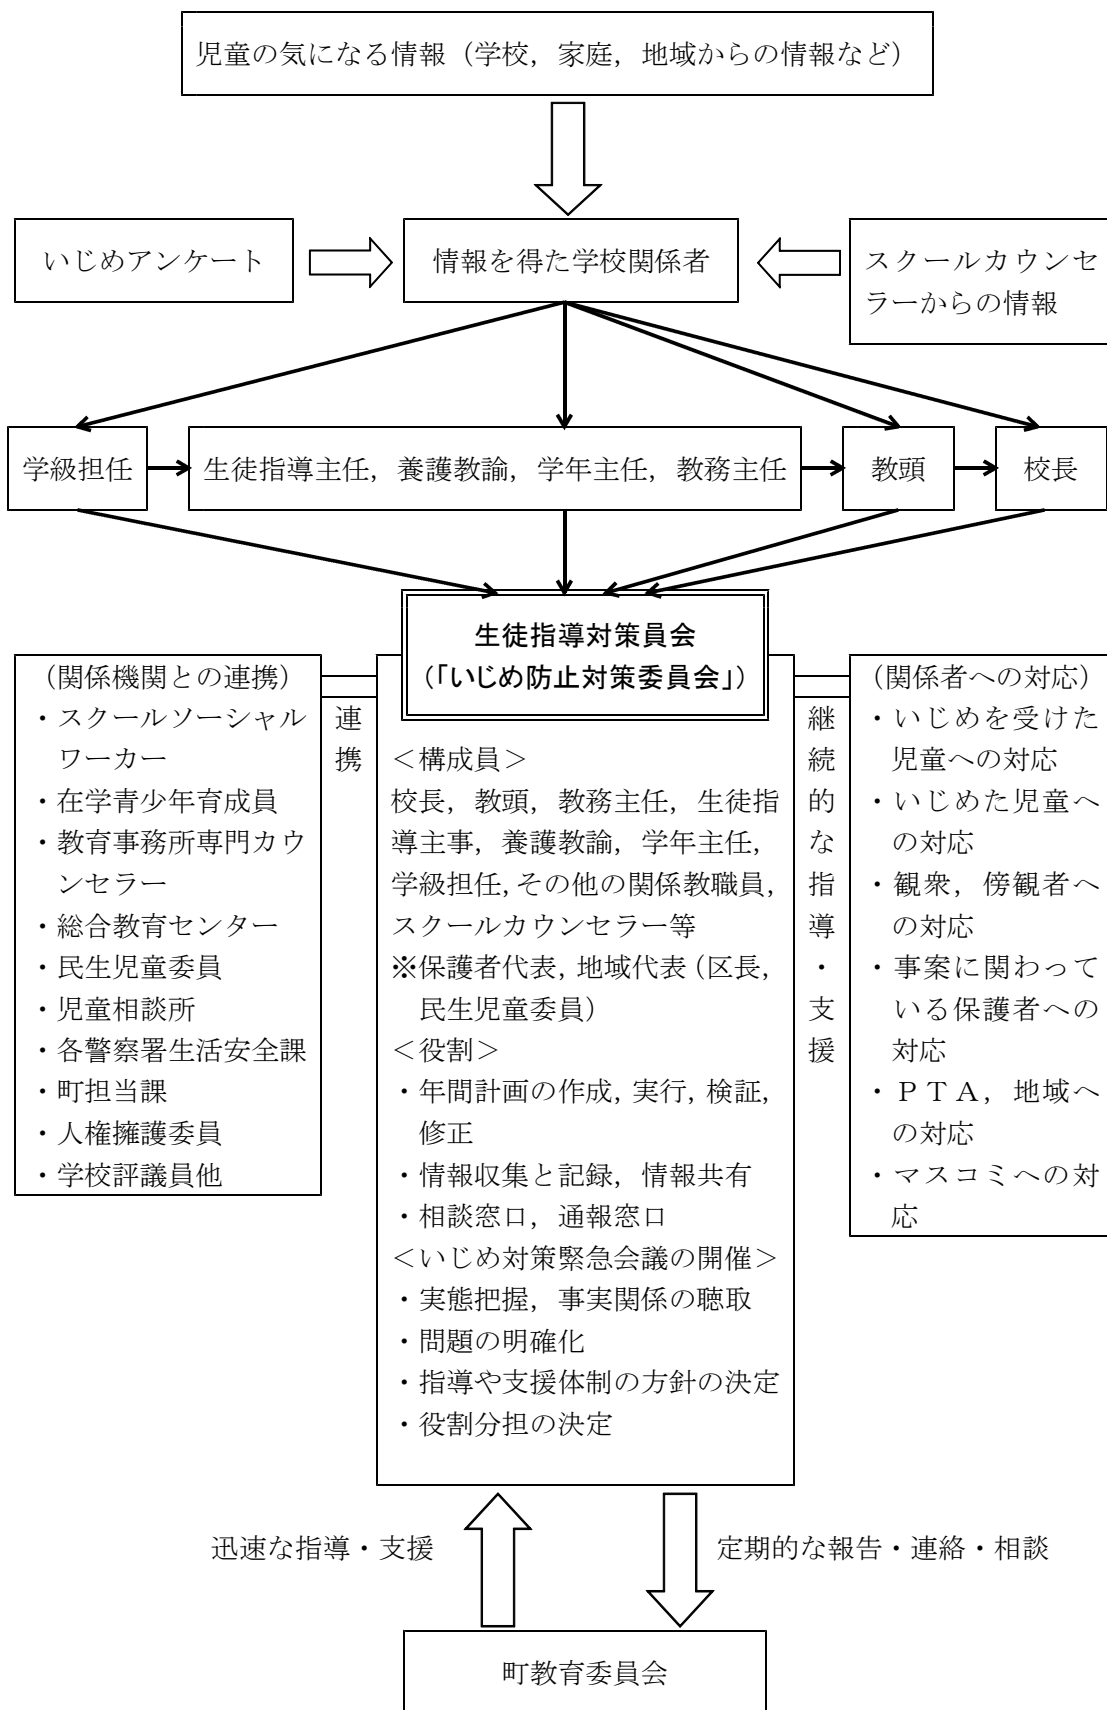 児童の気になる情報（学校，家庭，地域からの情報など）
いじめアンケート
情報を得た学校関係者
スクールカウンセ
ラーからの情報
学級担任
生徒指導主任，養護教諭，学年主任，教務主任
教頭
校長
生徒指導対策員会
（「いじめ防止対策委員会」）
（関係機関との連携）
・スクールソーシャル
ワーカー
・在学青少年育成員
・教育事務所専門カウ
ンセラー
・総合教育センター
・民生児童委員
・児童相談所
・各警察署生活安全課
・町担当課
・人権擁護委員
・学校評議員他
連携
＜構成員＞
校長，教頭，教務主任，生徒指
導主事，養護教諭，学年主任，
学級担任，その他の関係教職員，
スクールカウンセラー等
※保護者代表，地域代表（区長，
民生児童委員）
＜役割＞
・年間計画の作成，実行，検証，
修正
・情報収集と記録，情報共有
・相談窓口，通報窓口
＜いじめ対策緊急会議の開催＞
・実態把握，事実関係の聴取
・問題の明確化
・指導や支援体制の方針の決定
・役割分担の決定
継続的な指導・支援
（関係者への対応）
・いじめを受けた
児童への対応
・いじめた児童へ
の対応
・観衆，傍観者へ
の対応
・事案に関わって
いる保護者への
対応
・ＰＴＡ，地域へ
の対応
・マスコミへの対
応
迅速な指導・支援
定期的な報告・連絡・相談
町教育委員会